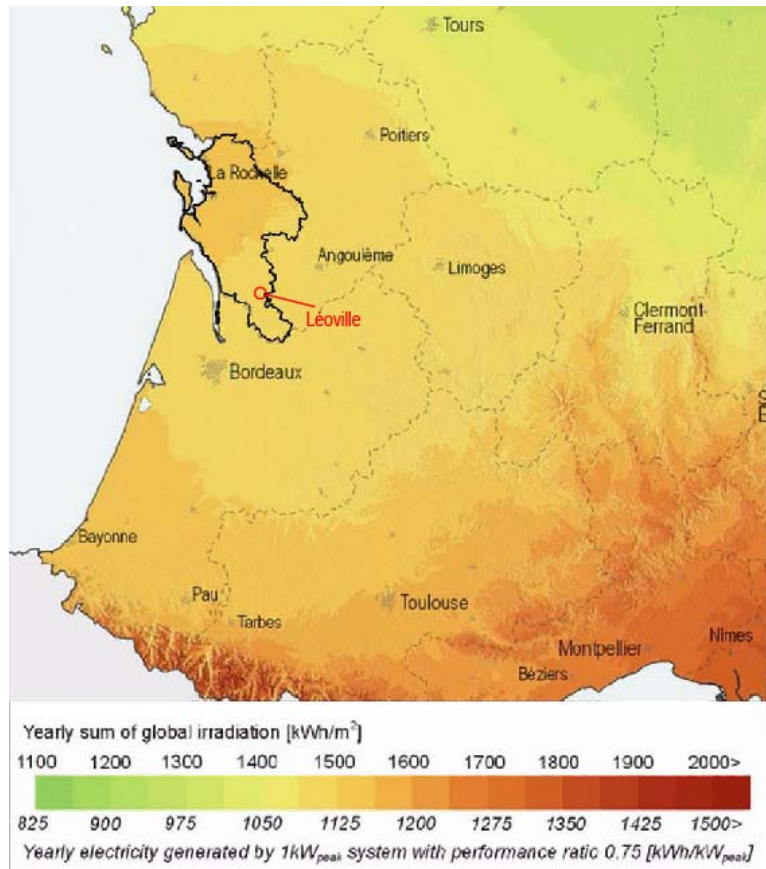 Tours
Poitiers
La Rochelle
Angoulème
Limoges
Léoville
Clermont-
Ferrand
Bordeaux
Bayonne
Pau
Tarbes
Toulouse
Montpellier
Nîmes
Béziers
Yearly sum of global irradiation [kWh/m²]
1100 1200 1300 1400 1500 1600 1700 1800 1900 2000>
825 900 975 1050 1125 1200 1275 1350 1425 1500>
Yearly electricity generated by 1kWpeak system with performance ratio 0.75 [kWh/kWpeak]